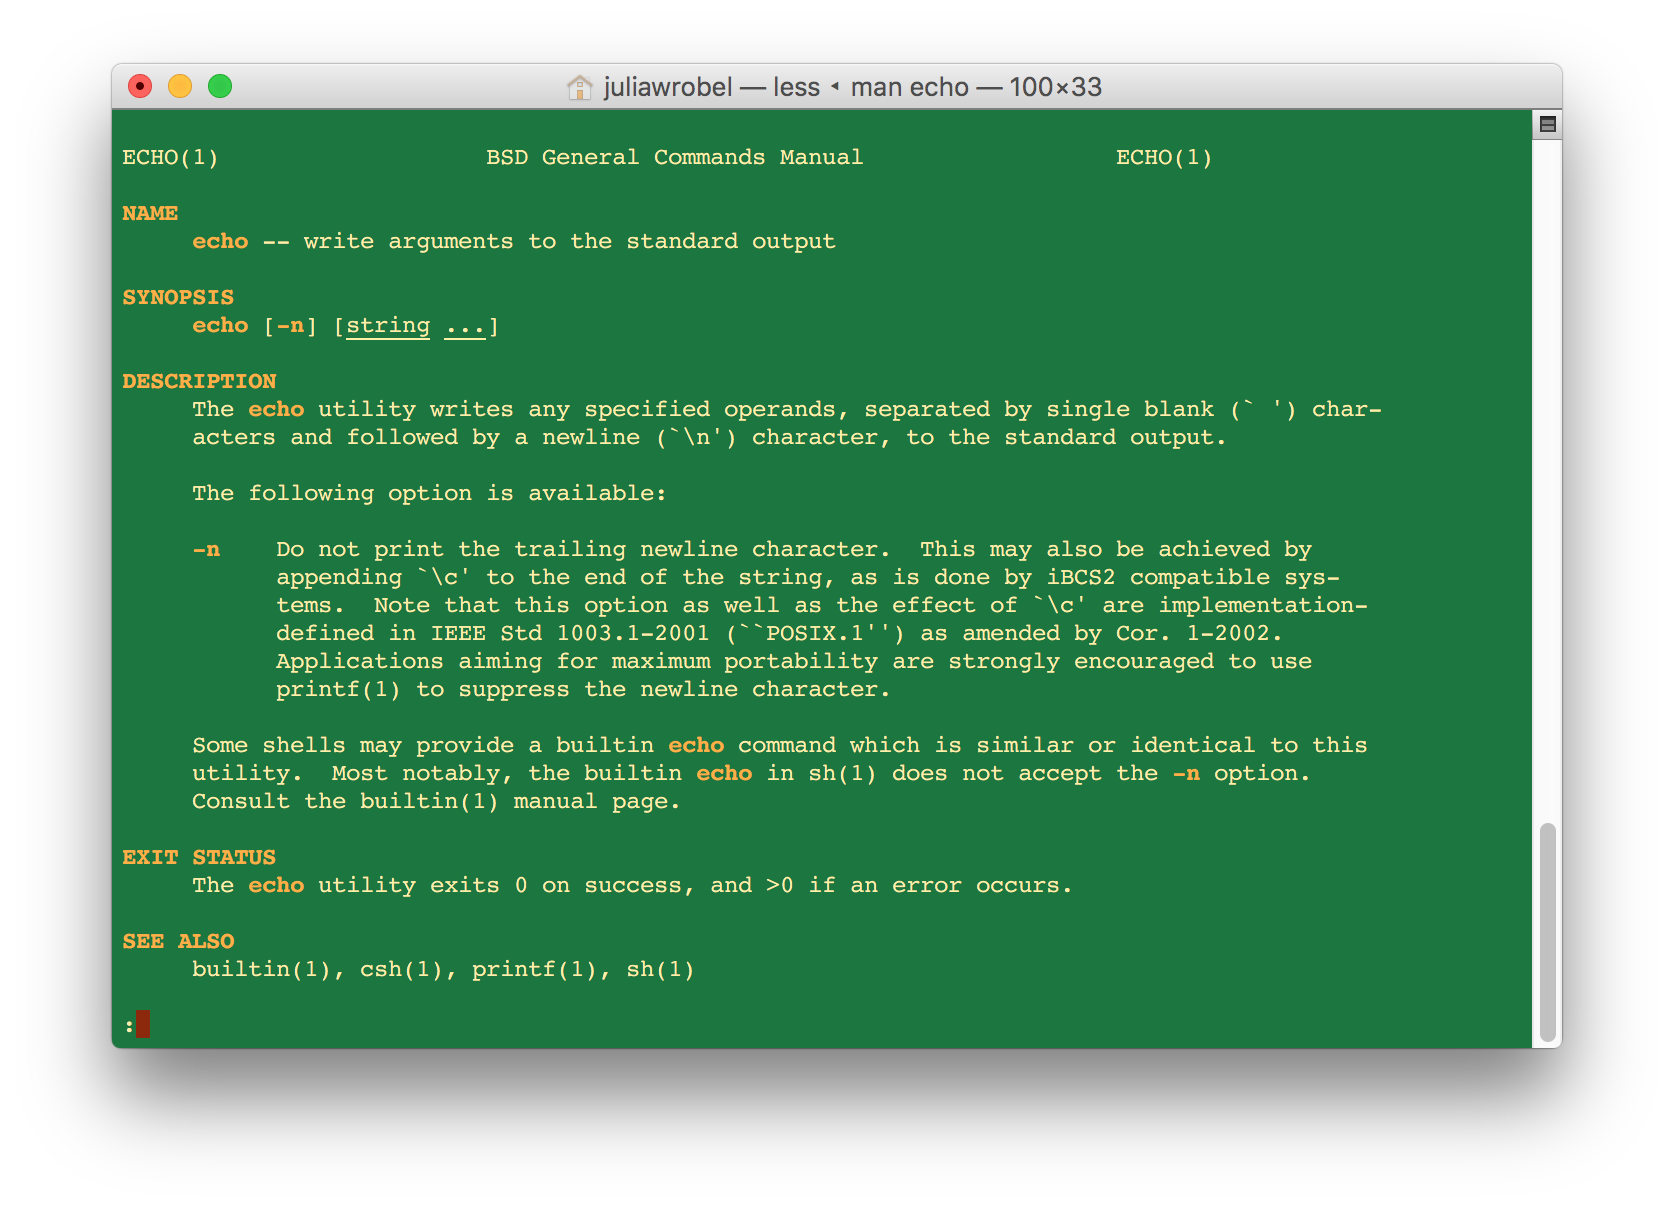 juliawrobel — less ◂ man echo — 100×33
ECHO(1)                   BSD General Commands Manual                  ECHO(1)
NAME
     echo -- write arguments to the standard output
SYNOPSIS
     echo [-n] [string ...]
DESCRIPTION
     The echo utility writes any specified operands, separated by single blank (` ') char-
     acters and followed by a newline (`\n') character, to the standard output.
     The following option is available:
     -n    Do not print the trailing newline character.  This may also be achieved by
           appending `\c' to the end of the string, as is done by iBCS2 compatible sys-
           tems.  Note that this option as well as the effect of `\c' are implementation-
           defined in IEEE Std 1003.1-2001 (``POSIX.1'') as amended by Cor. 1-2002.
           Applications aiming for maximum portability are strongly encouraged to use
           printf(1) to suppress the newline character.
     Some shells may provide a builtin echo command which is similar or identical to this
     utility.  Most notably, the builtin echo in sh(1) does not accept the -n option.
     Consult the builtin(1) manual page.
EXIT STATUS
     The echo utility exits 0 on success, and >0 if an error occurs.
SEE ALSO
     builtin(1), csh(1), printf(1), sh(1)
: